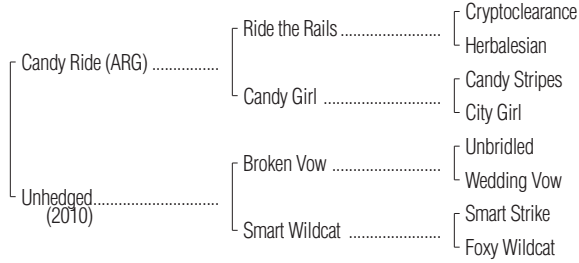 Cryptoclearance
Ride the Rails
Herbalesian
Candy Ride (ARG)
Candy Stripes
Candy Girl
City Girl
Unbridled
Broken Vow
Wedding Vow
Unhedged
(2010)
Smart Strike
Smart Wildcat
Foxy Wildcat